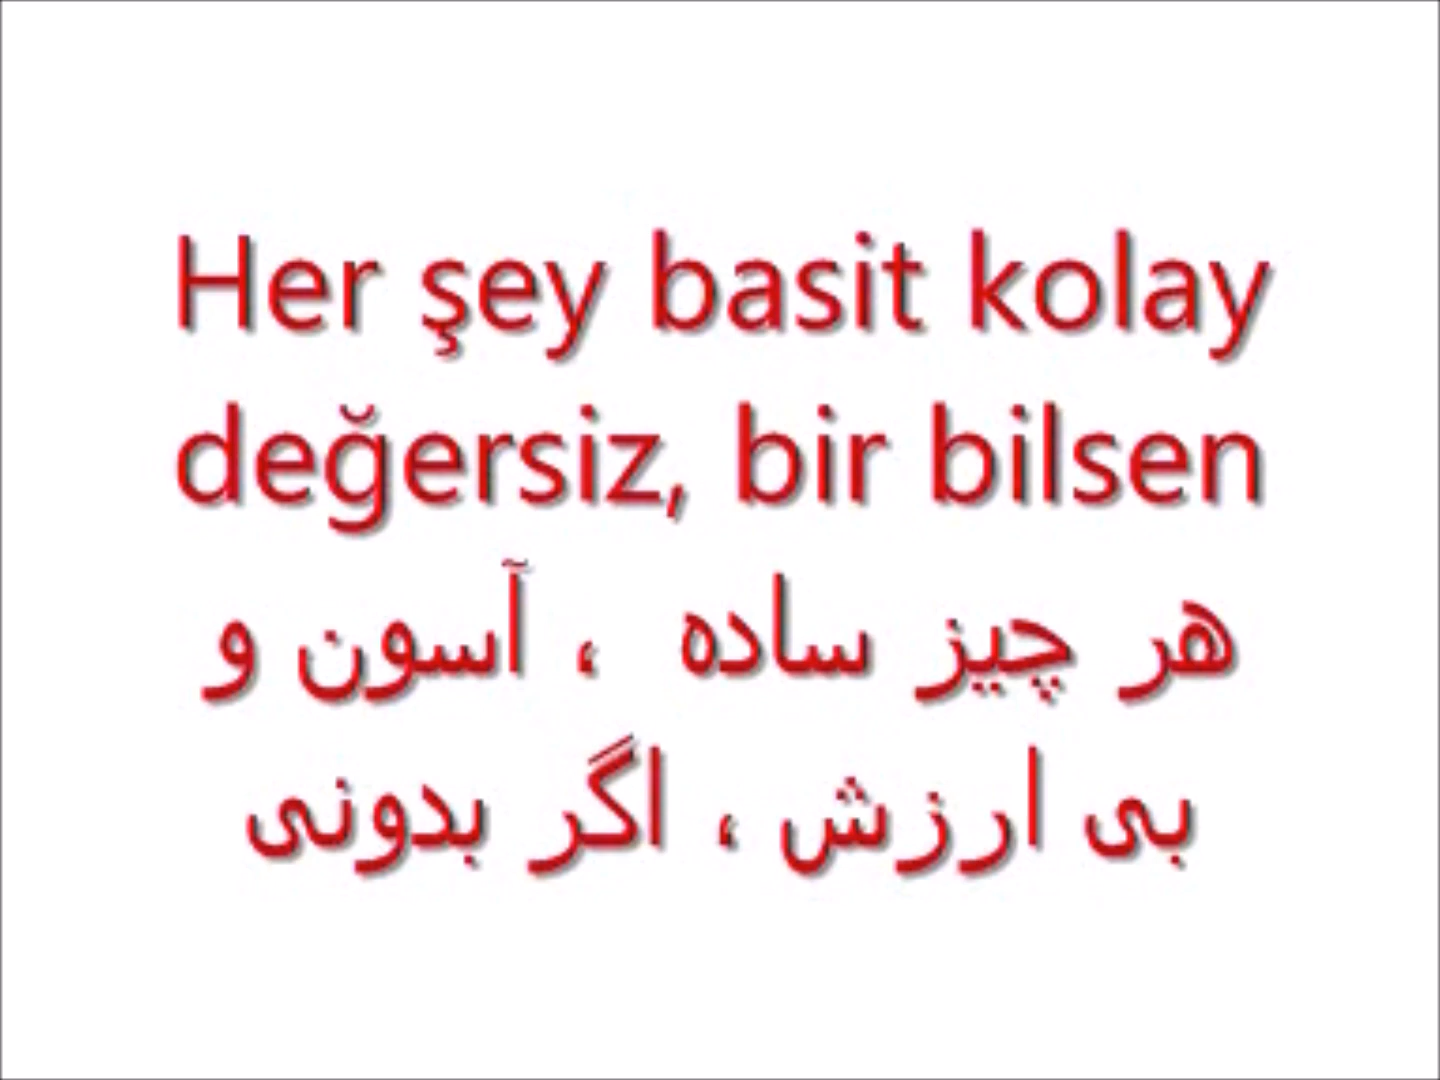 Her şey basit kolay
değersiz, bir bilsen
هر چیز ساده ، آسون و
بی ارزش ، اگر بدونی